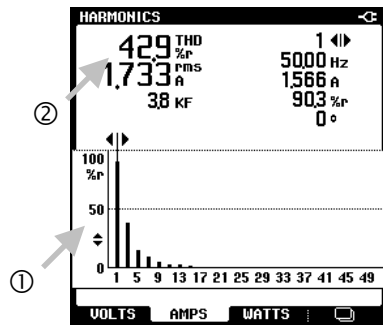 HARMONICS
42.9 THD %r
1.733 rms A
3.8 KF
1
50.00 Hz
1.566 A
90.3 %r
0 °
②
100
%r
50
0
①
1 5 9 13 17 21 25 29 33 37 41 45 49
VOLTS AMPS WATTS